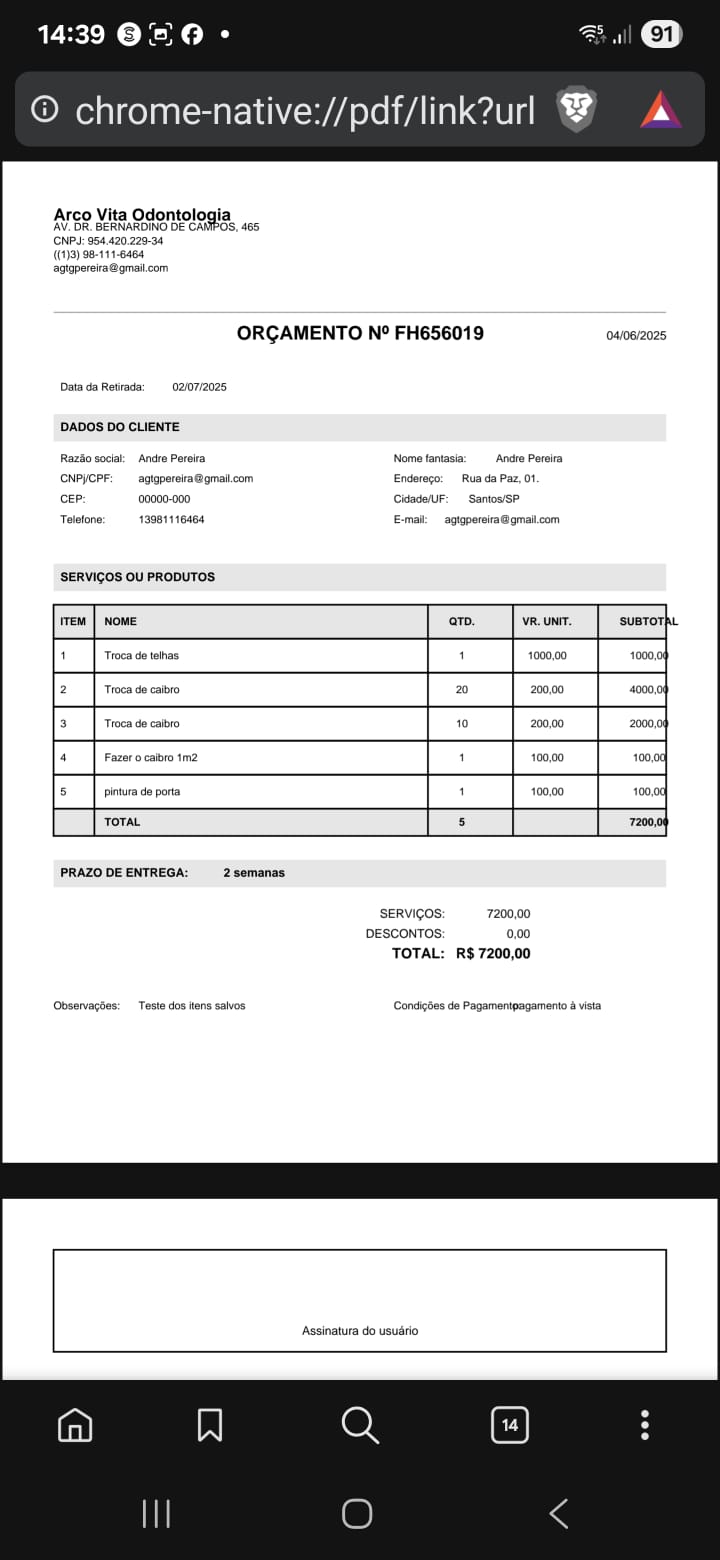 14:39
91
chrome-native://pdf/link?url
Arco Vita Odontologia
AV. DR. BERNARDINO DE CAMPOS, 465
CNPJ: 954.420.229-34
((1)3) 98-111-6464
agtgpereira@gmail.com
ORÇAMENTO Nº FH656019
04/06/2025
Data da Retirada: 02/07/2025
DADOS DO CLIENTE
Razão social: Andre Pereira Nome fantasia: Andre Pereira
CNPj/CPF: agtgpereira@gmail.com Endereço: Rua da Paz, 01.
CEP: 00000-000 Cidade/UF: Santos/SP
Telefone: 13981116464 E-mail: agtgpereira@gmail.com
SERVIÇOS OU PRODUTOS
ITEM NOME QTD. VR. UNIT. SUBTOTAL
1 Troca de telhas 1 1000,00 1000,00
2 Troca de caibro 20 200,00 4000,00
3 Troca de caibro 10 200,00 2000,00
4 Fazer o caibro 1m2 1 100,00 100,00
5 pintura de porta 1 100,00 100,00
TOTAL 5 7200,00
PRAZO DE ENTREGA: 2 semanas
SERVIÇOS: 7200,00
DESCONTOS: 0,00
TOTAL: R$ 7200,00
Observações: Teste dos itens salvos Condições de Pagamento pagamento à vista
Assinatura do usuário
14